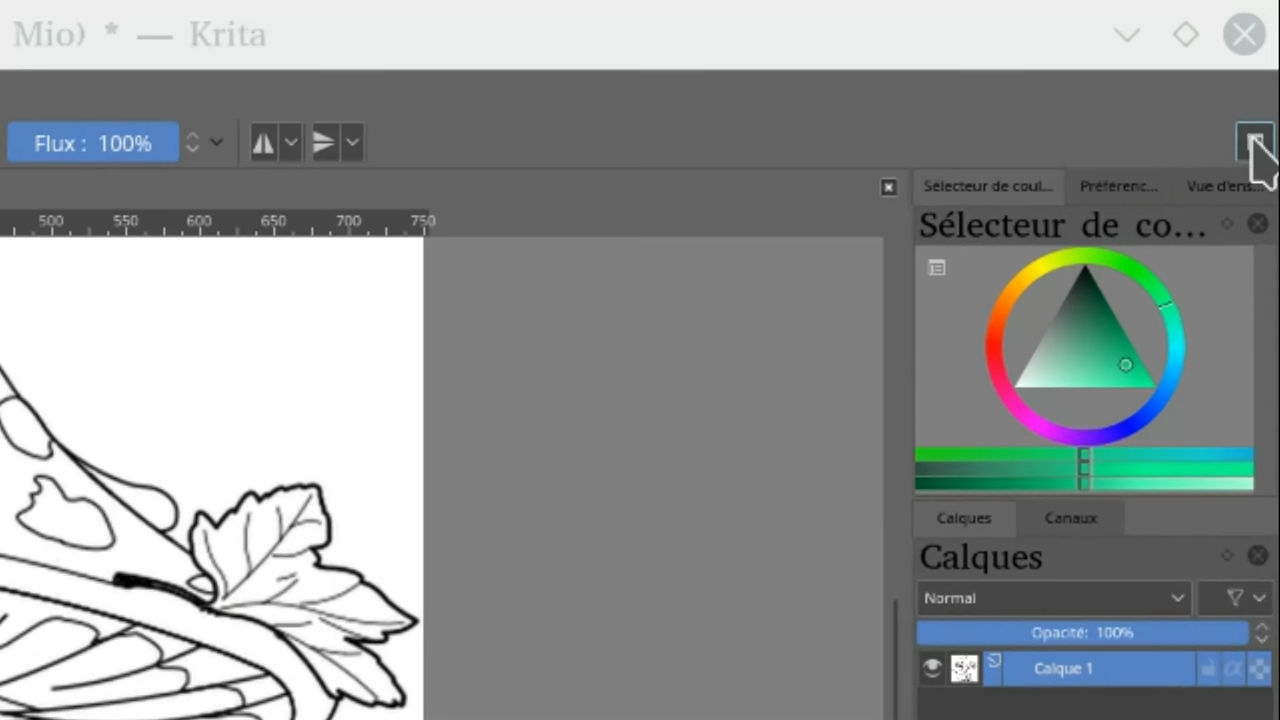 Mio) * — Krita
Flux : 100%
Sélecteur de coul... Préférenc... Vue d'ens...
500 550 600 650 700 750
Sélecteur de co...
Calques Canaux
Calques
Normal
Opacité: 100%
Calque 1